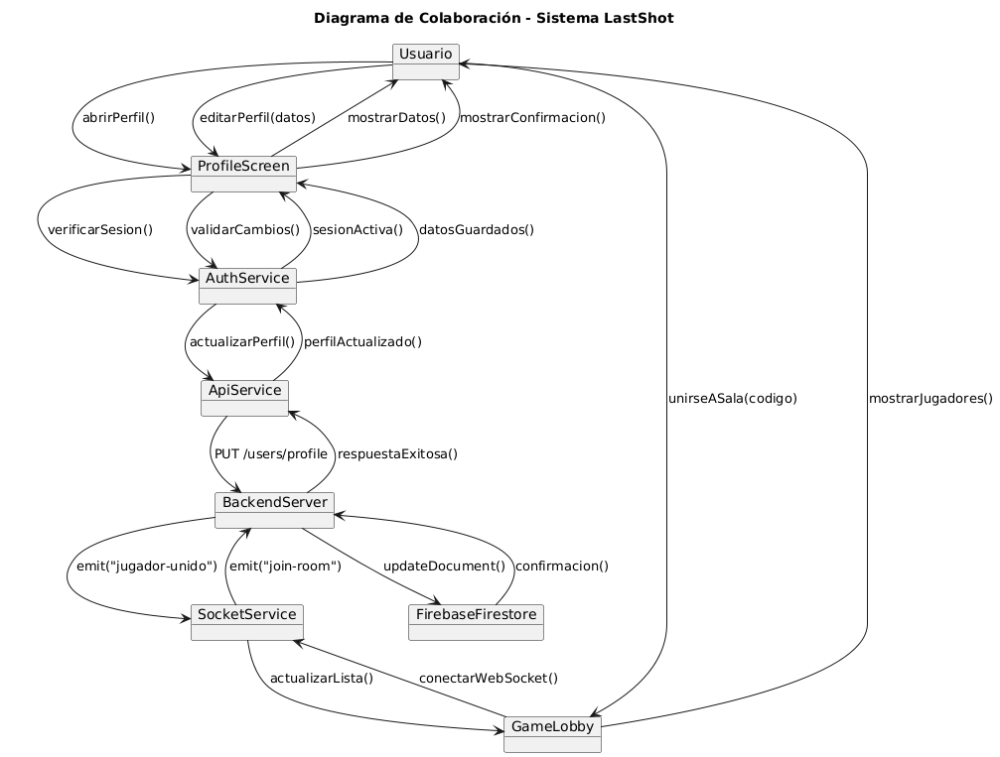 Diagrama de Colaboración - Sistema LastShot
Usuario
abrirPerfil()
editarPerfil(datos)
mostrarDatos()
mostrarConfirmacion()
ProfileScreen
verificarSesion()
validarCambios()
sesionActiva()
datosGuardados()
AuthService
actualizarPerfil()
perfilActualizado()
ApiService
unirseASala(codigo)
mostrarJugadores()
PUT /users/profile
respuestaExitosa()
BackendServer
emit("jugador-unido")
emit("join-room")
updateDocument()
confirmacion()
SocketService
FirebaseFirestore
actualizarLista()
conectarWebSocket()
GameLobby